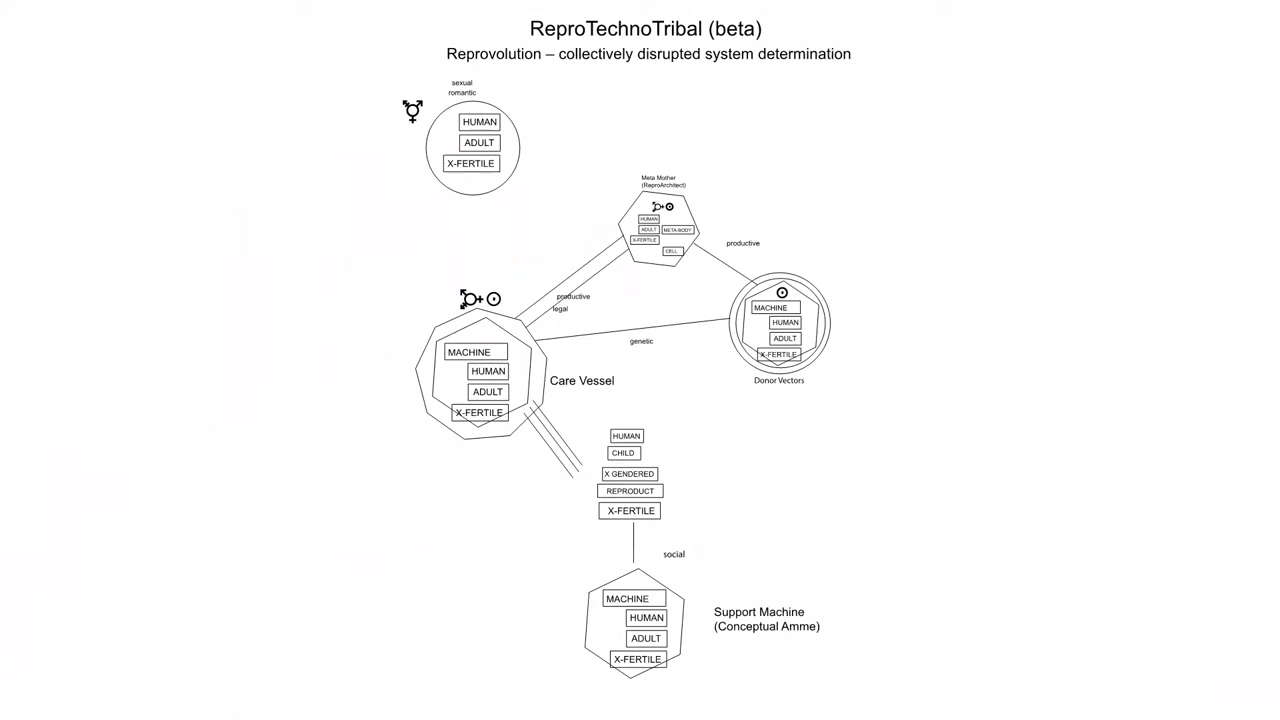 ReproTechnoTribal (beta)
Reprovolution – collectively disrupted system determination
sexual
romantic
HUMAN
ADULT
X-FERTILE
Meta Mother
(ReproArchitect)
HUMAN
ADULT
META-BODY
X-FERTILE
CELL
productive
productive
legal
genetic
MACHINE
HUMAN
ADULT
X-FERTILE
Donor Vectors
MACHINE
HUMAN
ADULT
X-FERTILE
Care Vessel
HUMAN
CHILD
X GENDERED
REPRODUCT
X-FERTILE
social
MACHINE
HUMAN
ADULT
X-FERTILE
Support Machine
(Conceptual Amme)